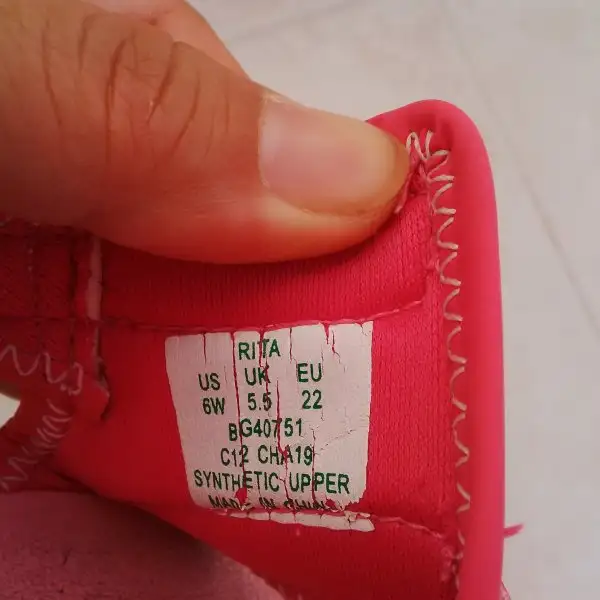 RITA
US UK EU
6W 5.5 22
BG40751
C12 CHA19
SYNTHETIC UPPER
MADE IN CHINA